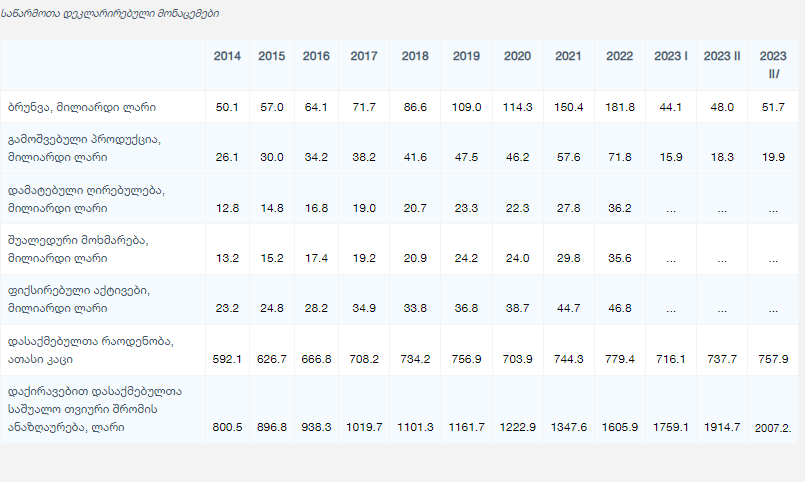 საწარმოთა დეკლარირებული მონაცემები
2014 2015 2016 2017 2018 2019 2020 2021 2022 2023 I 2023 II 2023
II/
ბრუნვა, მილიარდი ლარი 50.1 57.0 64.1 71.7 86.6 109.0 114.3 150.4 181.8 44.1 48.0 51.7
გამოშვებული პროდუქცია,
მილიარდი ლარი 26.1 30.0 34.2 38.2 41.6 47.5 46.2 57.6 71.8 15.9 18.3 19.9
დამატებული ღირებულება,
მილიარდი ლარი 12.8 14.8 16.8 19.0 20.7 23.3 22.3 27.8 36.2 ... ... ...
შუალედური მოხმარება,
მილიარდი ლარი 13.2 15.2 17.4 19.2 20.9 24.2 24.0 29.8 35.6 ... ... ...
ფიქსირებული აქტივები,
მილიარდი ლარი 23.2 24.8 28.2 34.9 33.8 36.8 38.7 44.7 46.8 ... ... ...
დასაქმებულთა რაოდენობა,
ათასი კაცი 592.1 626.7 666.8 708.2 734.2 756.9 703.9 744.3 779.4 716.1 737.7 757.9
დაქირავებით დასაქმებულთა
საშუალო თვიური შრომის
ანაზღაურება, ლარი 800.5 896.8 938.3 1019.7 1101.3 1161.7 1222.9 1347.6 1605.9 1759.1 1914.7 2007.2.